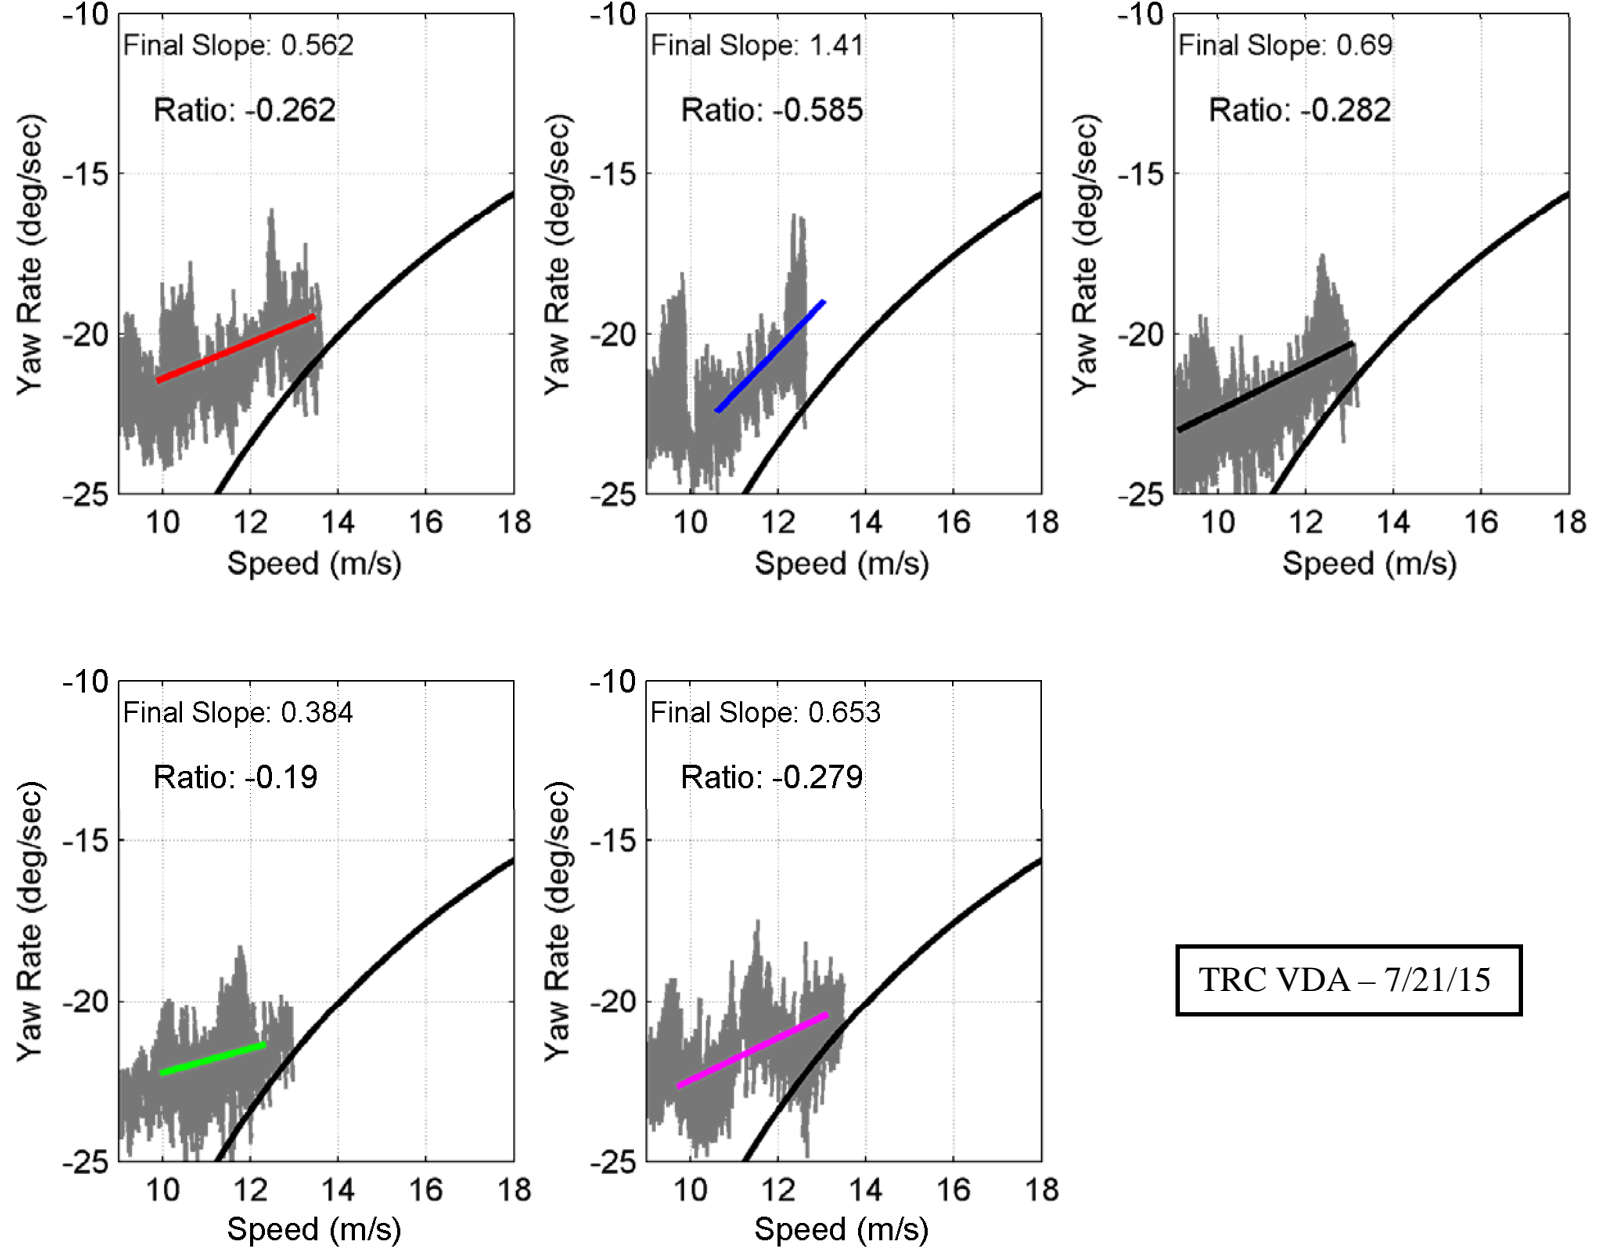 Final Slope: 0.562
Ratio: -0.262
-10
-15
-20
-25
Yaw Rate (deg/sec)
10 12 14 16 18
Speed (m/s)
Final Slope: 1.41
Ratio: -0.585
-10
-15
-20
-25
Yaw Rate (deg/sec)
10 12 14 16 18
Speed (m/s)
Final Slope: 0.69
Ratio: -0.282
-10
-15
-20
-25
Yaw Rate (deg/sec)
10 12 14 16 18
Speed (m/s)
Final Slope: 0.384
Ratio: -0.19
-10
-15
-20
-25
Yaw Rate (deg/sec)
10 12 14 16 18
Speed (m/s)
Final Slope: 0.653
Ratio: -0.279
-10
-15
-20
-25
Yaw Rate (deg/sec)
10 12 14 16 18
Speed (m/s)
TRC VDA – 7/21/15